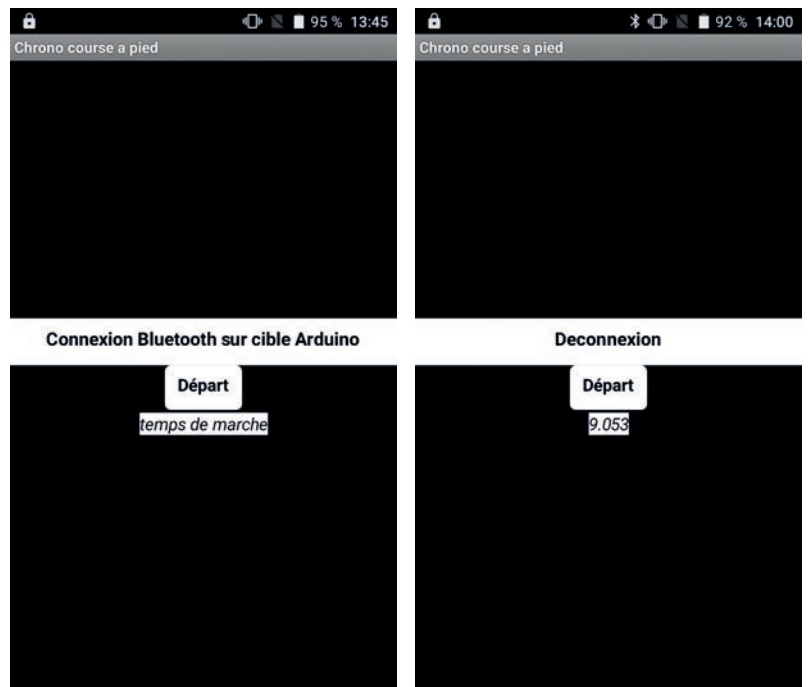 95 % 13:45
Chrono course a pied
Connexion Bluetooth sur cible Arduino
Départ
temps de marche
92 % 14:00
Chrono course a pied
Deconnexion
Départ
9.053